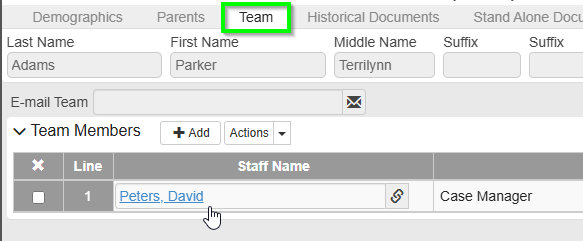 Demographics Parents Team Historical Documents Stand Alone Docu
Last Name First Name Middle Name Suffix Suffix
Adams Parker Terrilynn
E-mail Team
Team Members + Add Actions
✖ Line Staff Name
1 Peters, David Case Manager